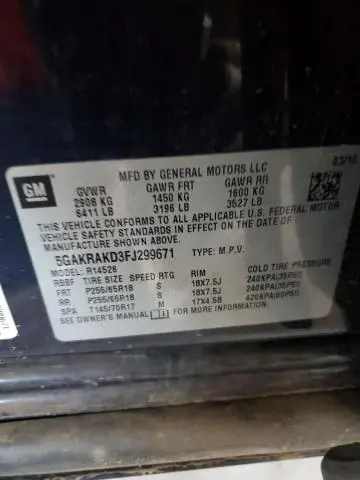 GM
MFD BY GENERAL MOTORS LLC
03/15
GVWR GAWR FRT GAWR RR
2908 KG 1450 KG 1600 KG
6411 LB 3196 LB 3527 LB
THIS VEHICLE CONFORMS TO ALL APPLICABLE U.S. FEDERAL MOTOR
VEHICLE SAFETY STANDARDS IN EFFECT ON THE DATE OF
MANUFACTURE SHOWN ABOVE.
5GAKRAKD3FJ299671 TYPE: M.P.V.
MODEL: R14526
RBBF TIRE SIZE SPEED RTG RIM COLD TIRE PRESSURE
FRT P255/65R18 S 18X7.5J 240KPA(35PSI)
RR P255/65R18 S 18X7.5J 240KPA(35PSI)
SPA T145/70R17 M 17X4.5B 420KPA(60PSI)
SEE OWNER'S MANUAL FOR MORE INFORMATION.